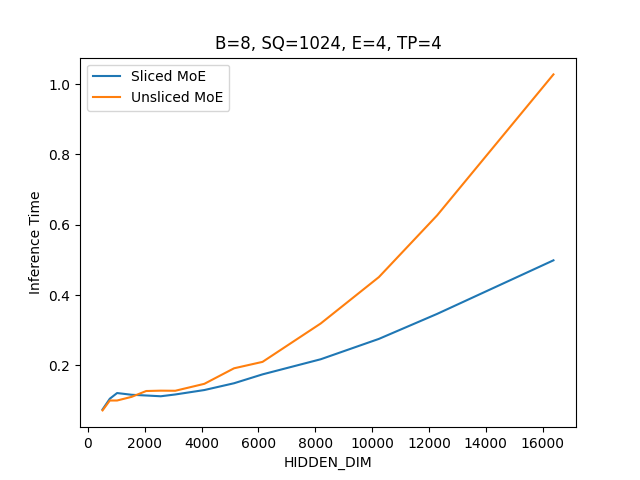 B=8, SQ=1024, E=4, TP=4
Sliced MoE
Unsliced MoE
1.0
0.8
0.6
0.4
0.2
Inference Time
0 2000 4000 6000 8000 10000 12000 14000 16000
HIDDEN_DIM